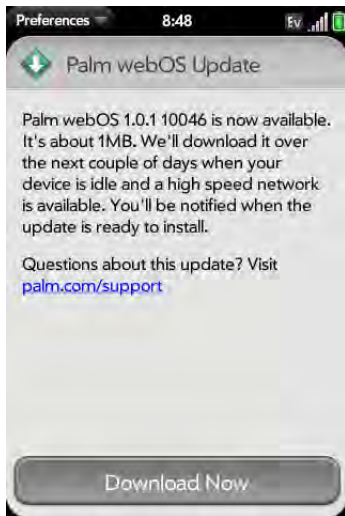 Preferences 8:48 Ev
Palm webOS Update
Palm webOS 1.0.1 10046 is now available.
It's about 1MB. We'll download it over
the next couple of days when your
device is idle and a high speed network
is available. You'll be notified when the
update is ready to install.
Questions about this update? Visit
palm.com/support
Download Now